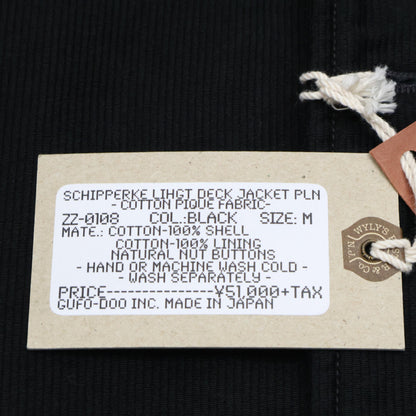 SCHIPPERKE LIHGT DECK JACKET PLN
- COTTON PIQUE FABRIC-
ZZ-0108 COL.:BLACK SIZE: M
MATE.: COTTON-100% SHELL
COTTON-100% LINING
NATURAL NUT BUTTONS
- HAND OR MACHINE WASH COLD -
- WASH SEPARATELY -
PRICE---------------¥51,000+TAX
GUFO-DOO INC. MADE IN JAPAN
WYLY'S
& CO